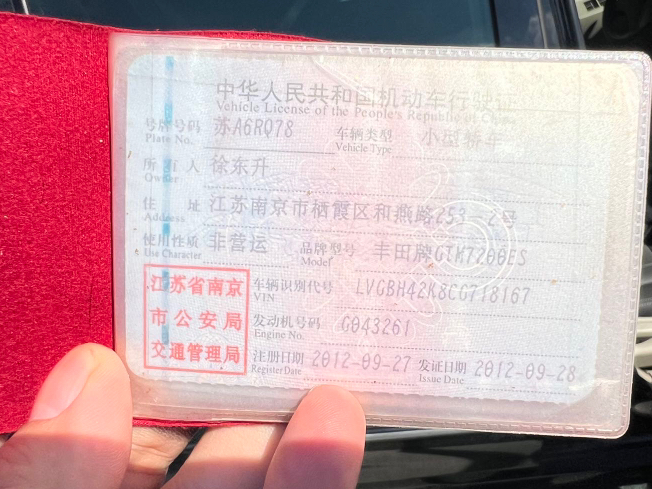 中华人民共和国机动车行驶证
Vehicle License of the People's Republic of China
号牌号码 苏A6RQ78 车辆类型 小型轿车
Plate No. Vehicle Type
所有人 徐东升
Owner
住址 江苏南京市栖霞区和燕路253-2号
Address
使用性质 非营运 品牌型号 丰田牌GTM7200ES
Use Character Model
江苏省南京 车辆识别代号 LVGBH42K8CG718167
VIN
市公安局 发动机号码 G043261
Engine No.
交通管理局 注册日期 2012-09-27 发证日期 2012-09-28
Register Date Issue Date